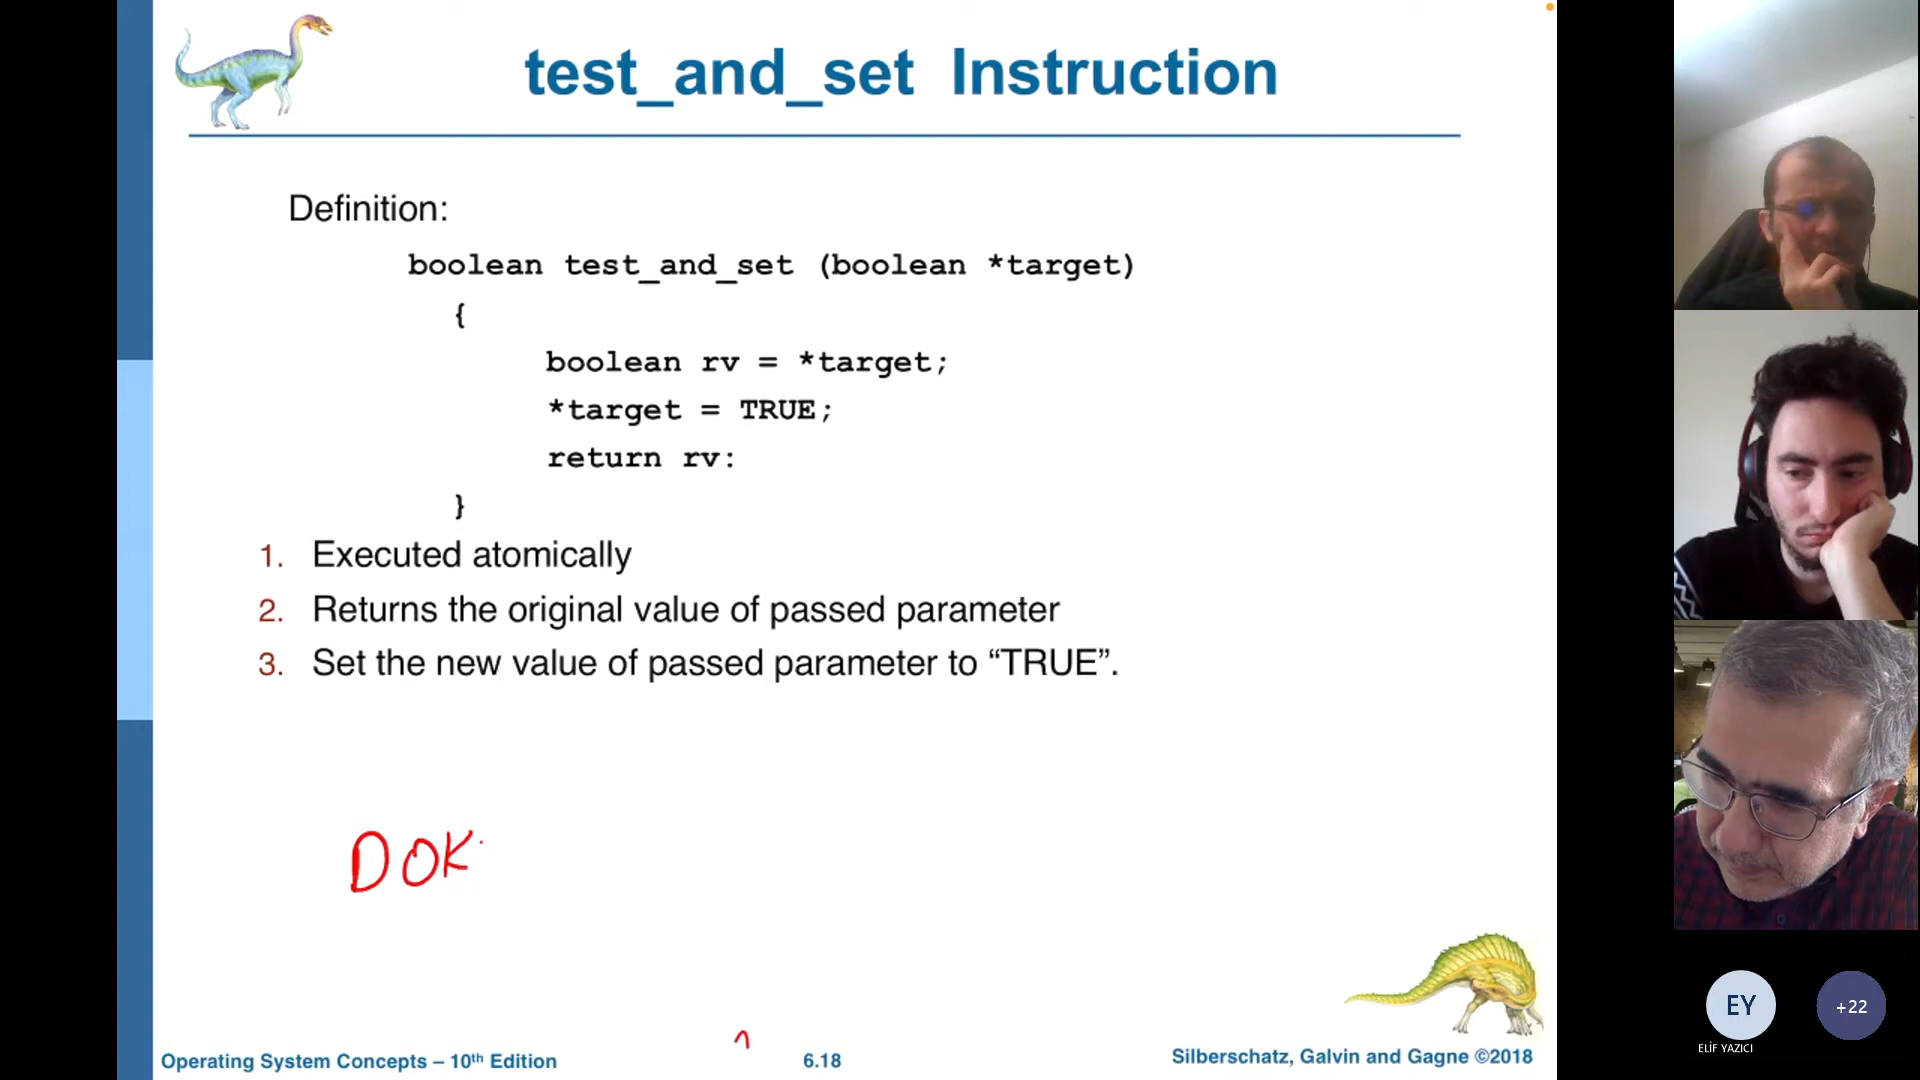 test_and_set Instruction
Definition:
boolean test_and_set (boolean *target)
{
boolean rv = *target;
*target = TRUE;
return rv:
}
1. Executed atomically
2. Returns the original value of passed parameter
3. Set the new value of passed parameter to “TRUE”.
DOK
Operating System Concepts – 10th Edition
6.18
Silberschatz, Galvin and Gagne ©2018
EY
+22
ELİF YAZICI